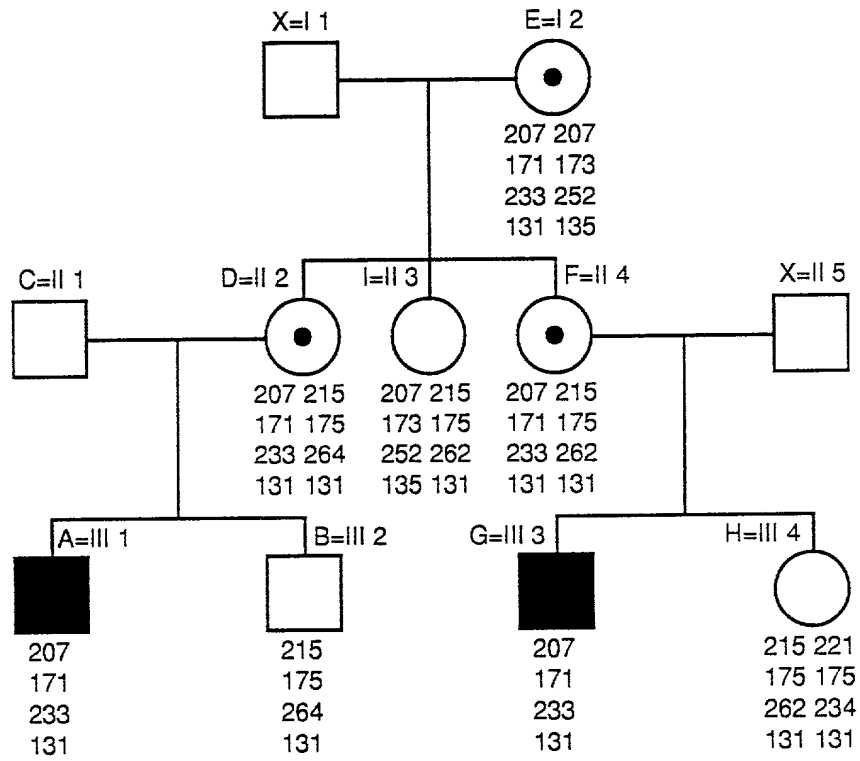 X=I 1
E=I 2
207 207
171 173
233 252
131 135
C=II 1
D=II 2
I=II 3
F=II 4
X=II 5
207 215
171 175
233 264
131 131
207 215
173 175
252 262
135 131
207 215
171 175
233 262
131 131
A=III 1
B=III 2
G=III 3
H=III 4
207
171
233
131
215
175
264
131
207
171
233
131
215 221
175 175
262 234
131 131